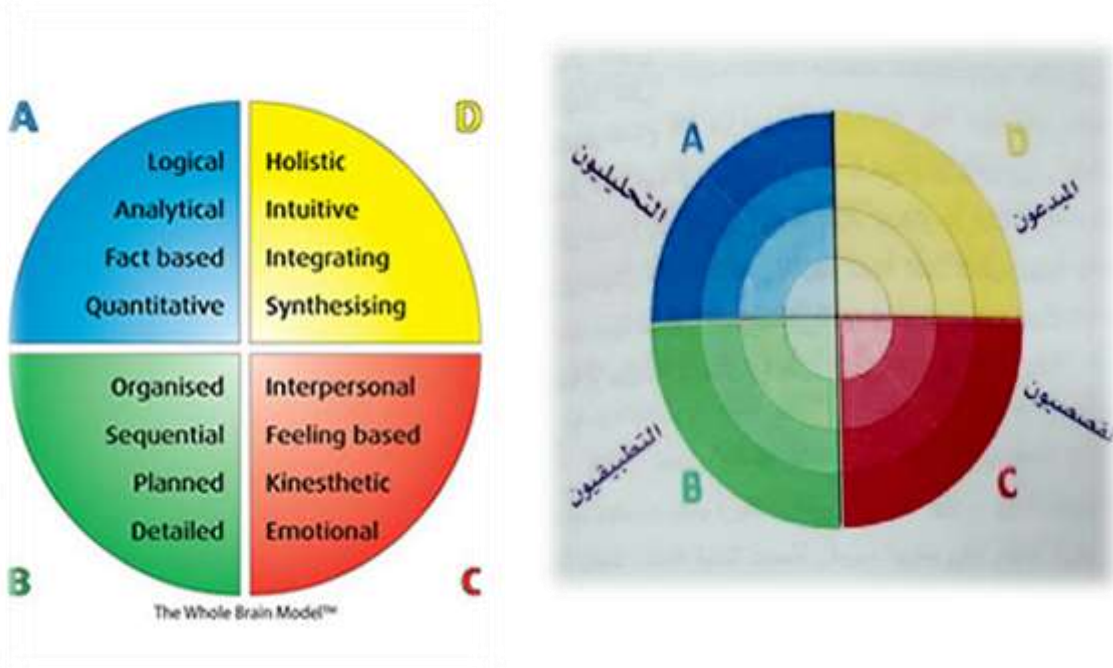 A
D
Logical
Analytical
Fact based
Quantitative
Holistic
Intuitive
Integrating
Synthesising
Organised
Sequential
Planned
Detailed
Interpersonal
Feeling based
Kinesthetic
Emotional
B
C
The Whole Brain Model™
A
D
التحليليون
المبدعون
التطبيقيون
B
C